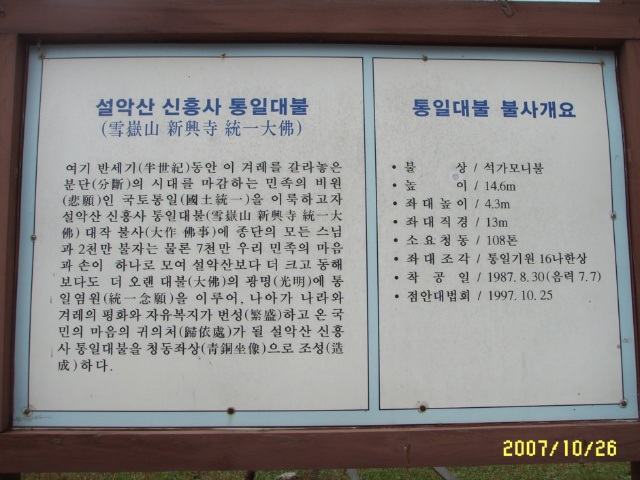 설악산 신흥사 통일대불
(雪嶽山 新興寺 統一大佛)
여기 반세기(半世紀)동안 이 겨레를 갈라놓은
분단(分斷)의 시대를 마감하는 민족의 비원
(悲願)인 국토통일(國土統一)을 이룩하고자
설악산 신흥사 통일대불(雪嶽山 新興寺 統一大
佛) 대작 불사(大作 佛事)에 종단의 모든 스님
과 2천만 불자는 물론 7천만 우리 민족의 마음
과 손이 하나로 모여 설악산보다 더 크고 동해
보다도 더 오랜 대불(大佛)의 광명(光明)에 통
일염원(統一念願)을 이루어, 나아가 나라와
겨레의 평화와 자유복지가 번성(繁盛)하고 온 국
민의 마음의 귀의처(歸依處)가 될 설악산 신흥
사 통일대불을 청동좌상(靑銅坐像)으로 조성(造
成)하다.
통일대불 불사개요
• 불 상 / 석가모니불
• 높 이 / 14.6m
• 좌대높이 / 4.3m
• 좌대직경 / 13m
• 소요청동 / 108톤
• 좌대조각 / 통일기원 16나한상
• 착 공 일 / 1987. 8. 30(음력 7. 7)
• 점안대법회 / 1997. 10. 25
2007/10/26